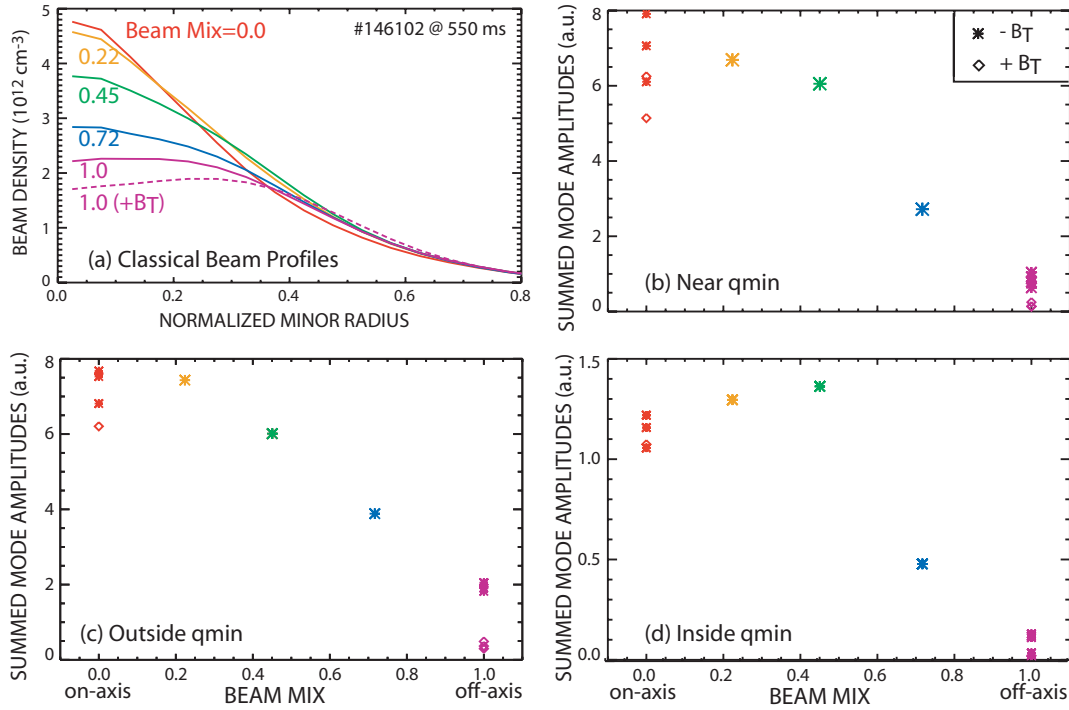 5
4
3
2
1
0
BEAM DENSITY (10¹² cm⁻³)
Beam Mix=0.0
#146102 @ 550 ms
0.22
0.45
0.72
1.0
1.0 (+BT)
(a) Classical Beam Profiles
0.0 0.2 0.4 0.6 0.8
NORMALIZED MINOR RADIUS
8
6
4
2
0
SUMMED MODE AMPLITUDES (a.u.)
- BT
+ BT
(b) Near qmin
8
6
4
2
0
SUMMED MODE AMPLITUDES (a.u.)
(c) Outside qmin
0.0 0.2 0.4 0.6 0.8 1.0
on-axis BEAM MIX off-axis
1.5
1.0
0.5
0.0
SUMMED MODE AMPLITUDES (a.u.)
(d) Inside qmin
0.0 0.2 0.4 0.6 0.8 1.0
on-axis BEAM MIX off-axis